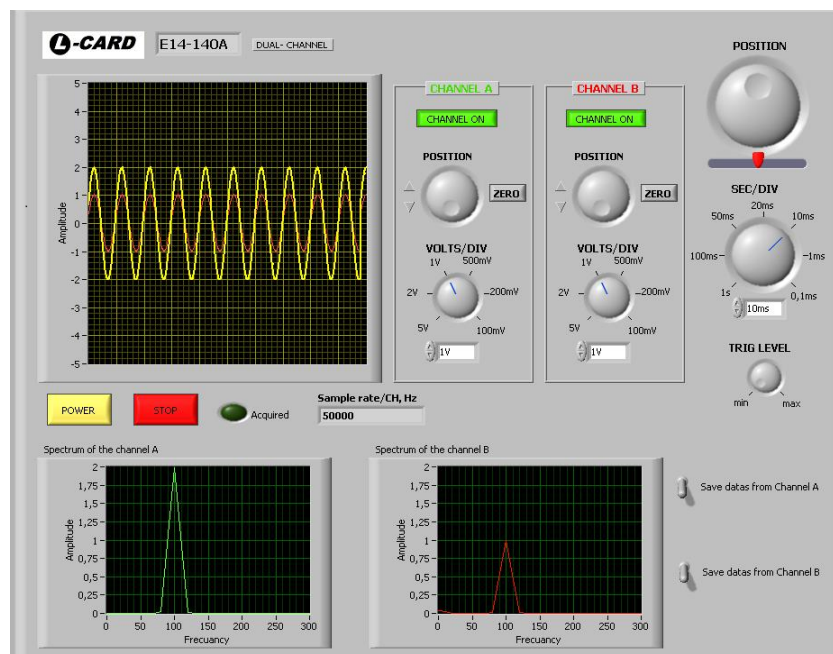 L-CARD E14-140A DUAL- CHANNEL
POSITION
CHANNEL A
CHANNEL B
CHANNEL ON
CHANNEL ON
POSITION
POSITION
ZERO
ZERO
VOLTS/DIV
VOLTS/DIV
1V 500mV
2V 200mV
5V 100mV
1V
1V 500mV
2V 200mV
5V 100mV
1V
SEC/DIV
20ms
50ms 10ms
100ms 1ms
1s 0,1ms
10ms
TRIG LEVEL
min max
Amplitude
5
4
3
2
1
0
-1
-2
-3
-4
-5
POWER
STOP
Acquired
Sample rate/CH, Hz
50000
Spectrum of the channel A
Amplitude
2
1,75
1,5
1,25
1
0,75
0,5
0,25
0
0 50 100 150 200 250 300
Frecuancy
Spectrum of the channel B
Amplitude
2
1,75
1,5
1,25
1
0,75
0,5
0,25
0
0 50 100 150 200 250 300
Frecuancy
Save datas from Channel A
Save datas from Channel B